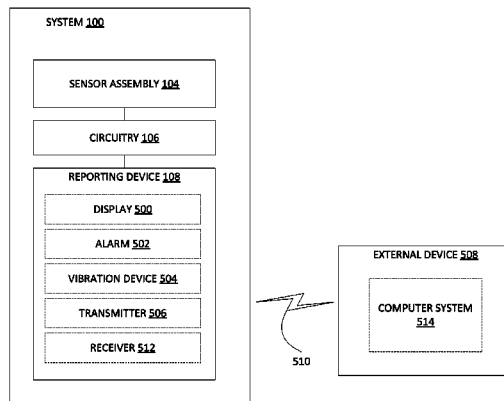 SYSTEM 100
SENSOR ASSEMBLY 104
CIRCUITRY 106
REPORTING DEVICE 108
DISPLAY 500
ALARM 502
VIBRATION DEVICE 504
TRANSMITTER 506
RECEIVER 512
510
EXTERNAL DEVICE 508
COMPUTER SYSTEM
514